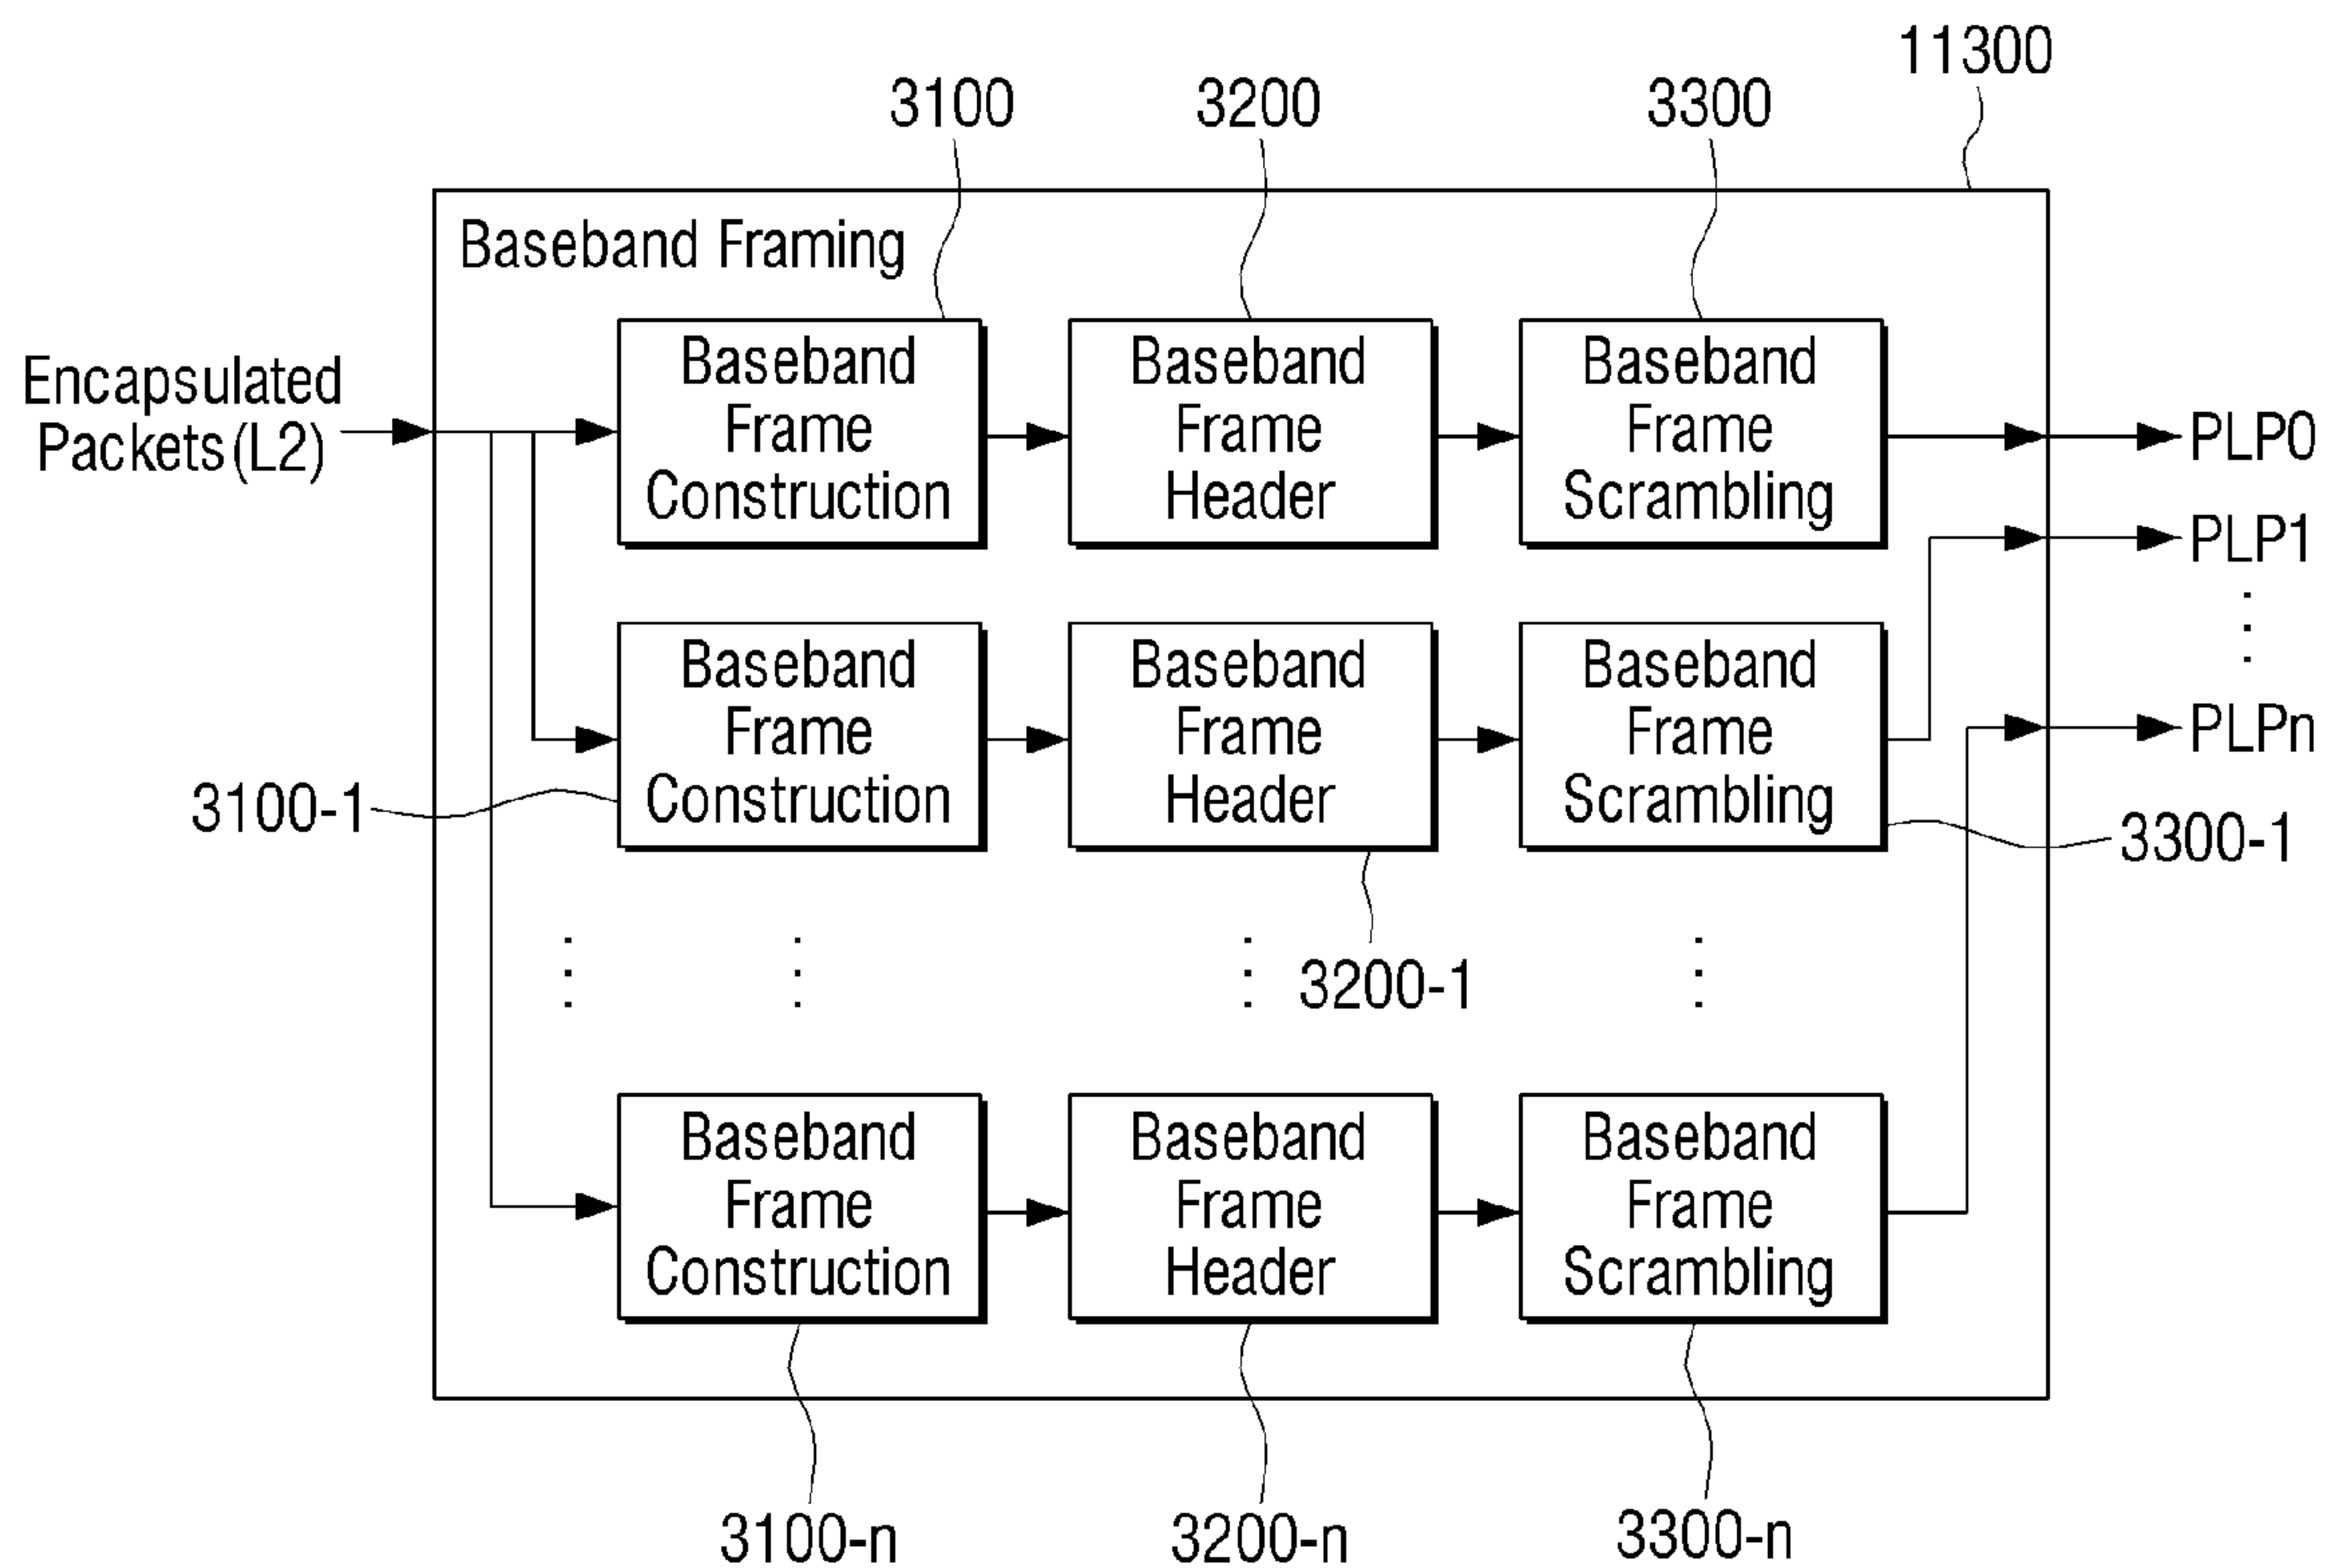 11300
3100
3200
3300
Baseband Framing
Encapsulated
Packets(L2)
Baseband
Frame
Construction
Baseband
Frame
Header
Baseband
Frame
Scrambling
PLP0
PLP1
PLPn
Baseband
Frame
Construction
Baseband
Frame
Header
Baseband
Frame
Scrambling
3100-1
3300-1
3200-1
Baseband
Frame
Construction
Baseband
Frame
Header
Baseband
Frame
Scrambling
3100-n
3200-n
3300-n